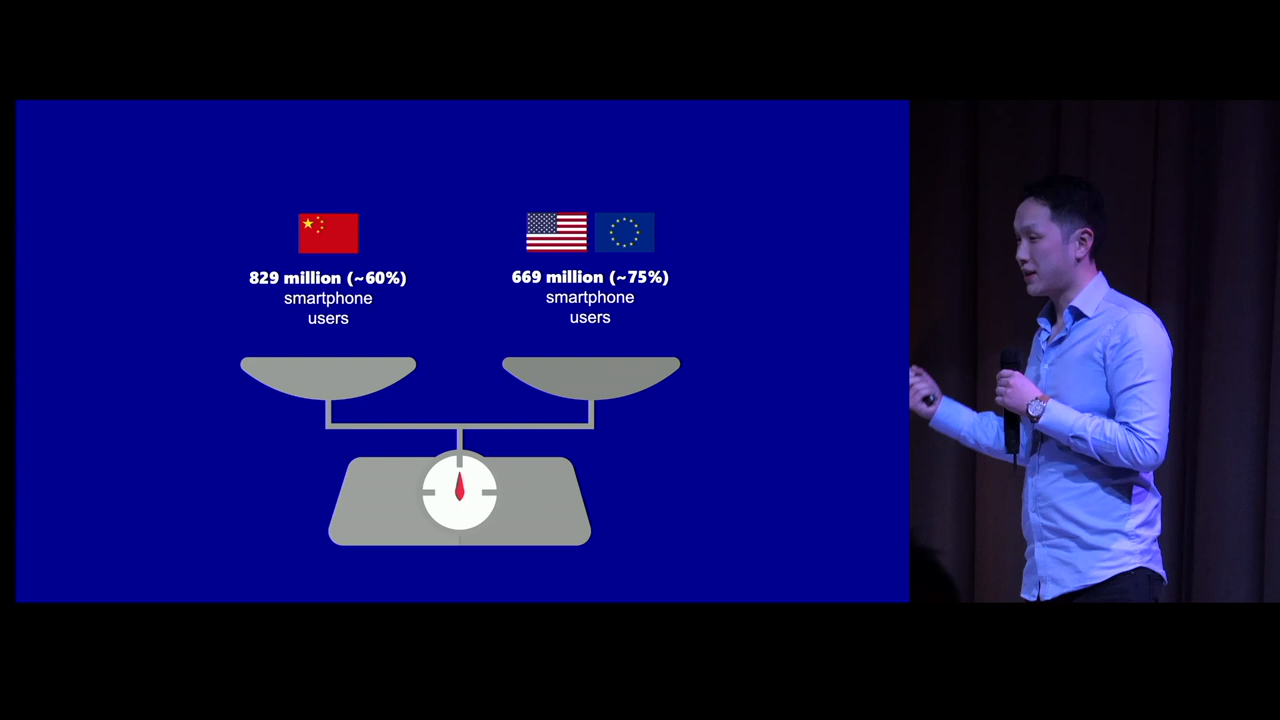 829 million (~60%)
smartphone
users
669 million (~75%)
smartphone
users